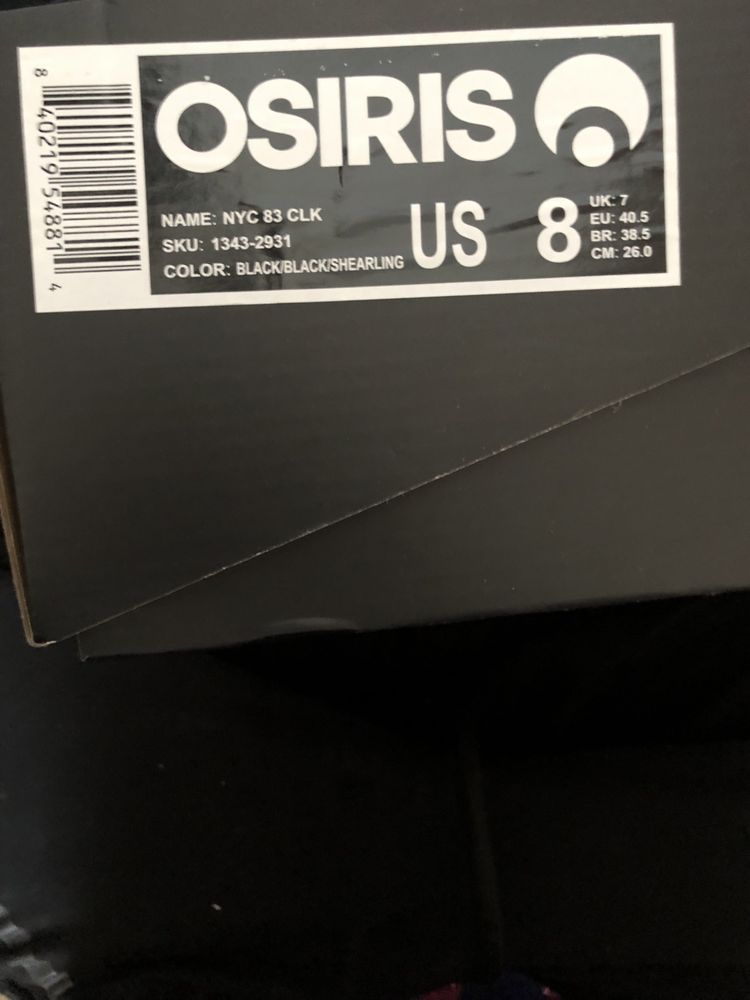 8 40219 54881 4
OSIRIS
NAME: NYC 83 CLK
SKU: 1343-2931
COLOR: BLACK/BLACK/SHEARLING
US 8
UK: 7
EU: 40.5
BR: 38.5
CM: 26.0